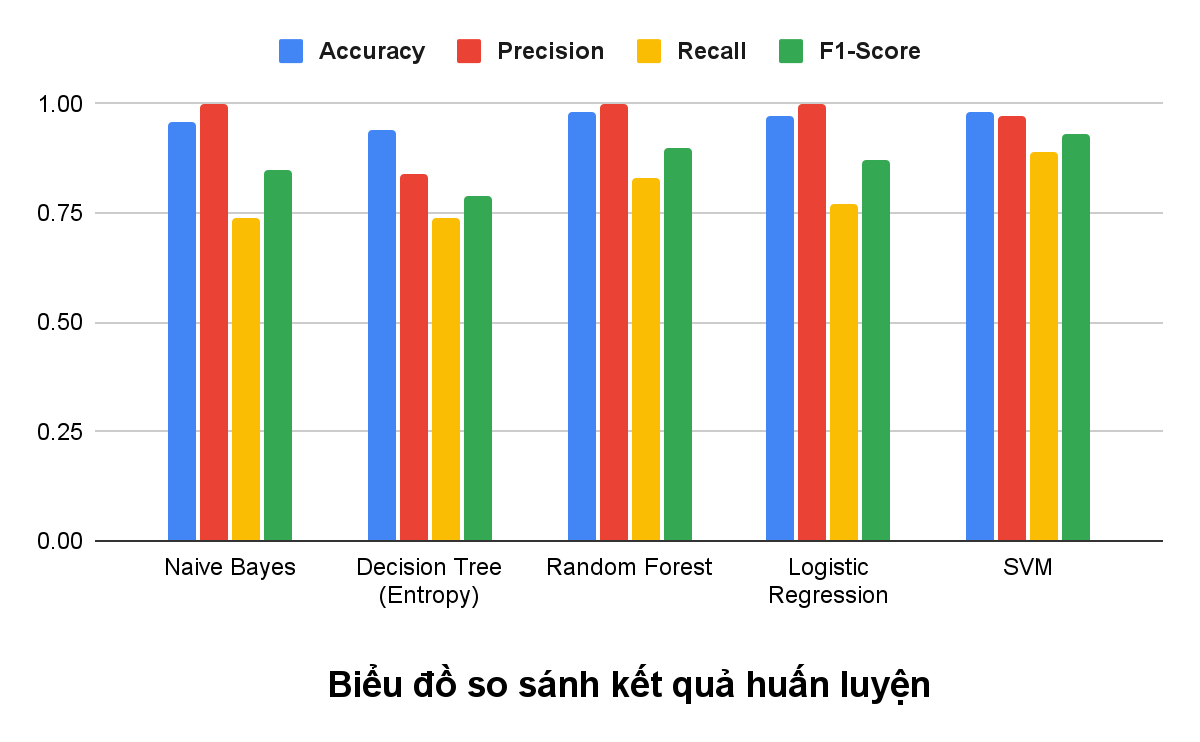 Accuracy Precision Recall F1-Score
1.00
0.75
0.50
0.25
0.00
Naive Bayes
Decision Tree
(Entropy)
Random Forest
Logistic
Regression
SVM
Biểu đồ so sánh kết quả huấn luyện